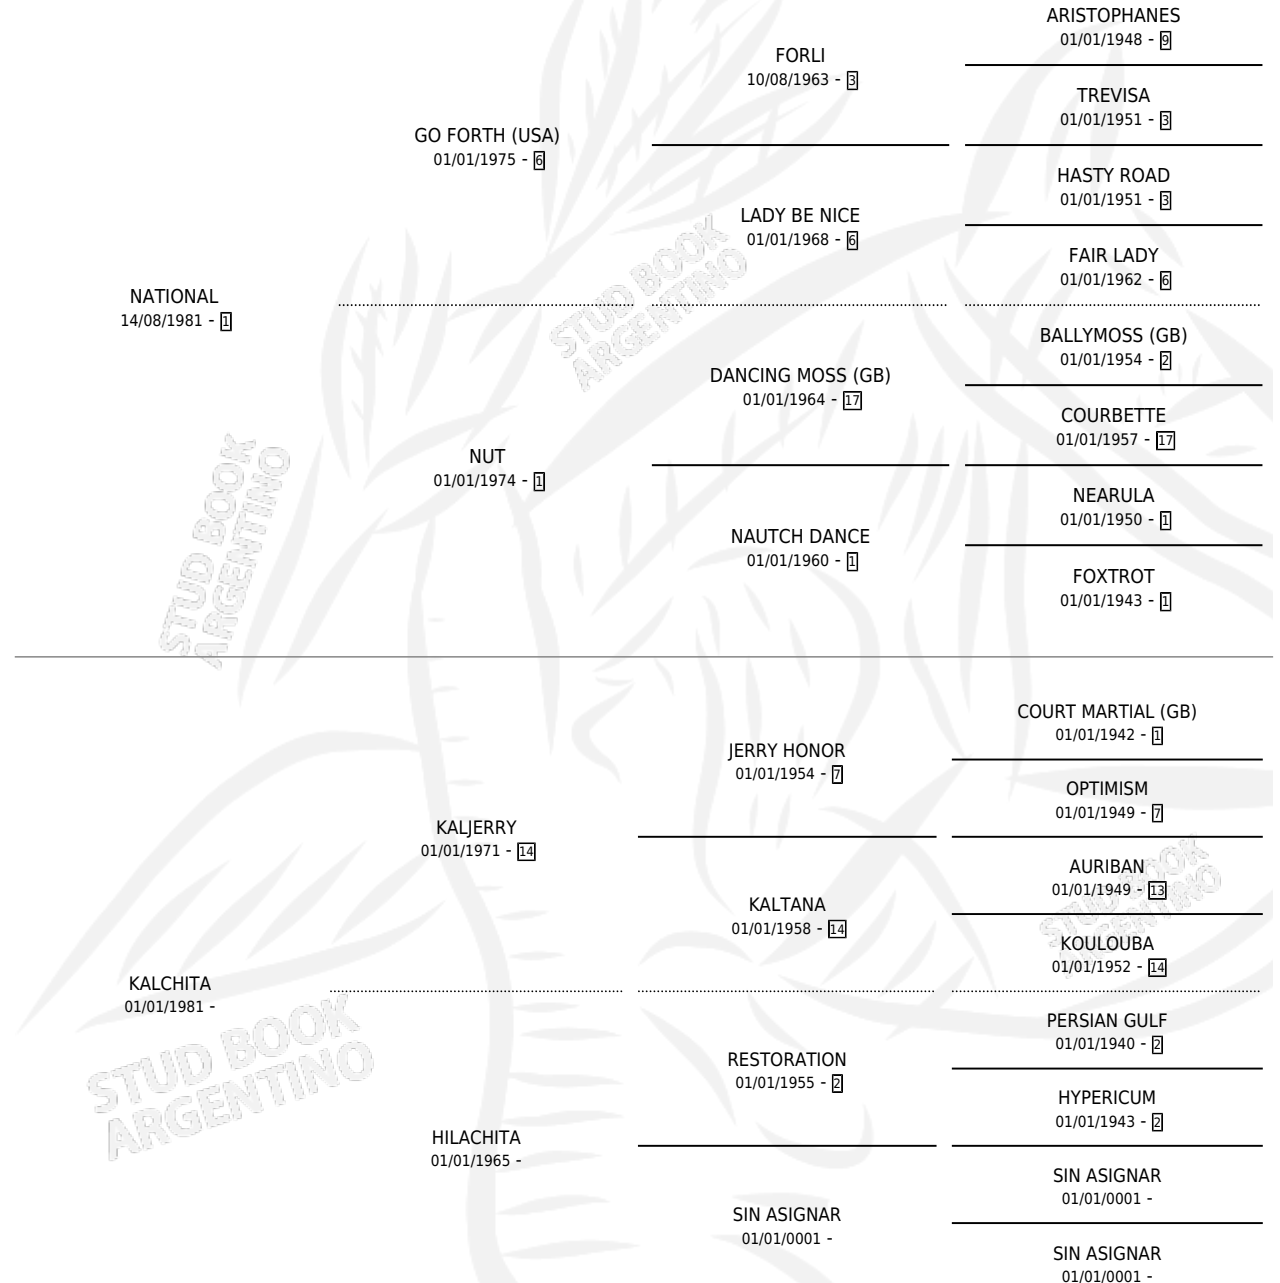 ARISTOPHANES
01/01/1948 - 9
FORLI
10/08/1963 - 3
TREVISA
01/01/1951 - 3
GO FORTH (USA)
01/01/1975 - 6
HASTY ROAD
01/01/1951 - 3
LADY BE NICE
01/01/1968 - 6
FAIR LADY
01/01/1962 - 6
NATIONAL
14/08/1981 - 1
STUD BOOK
ARGENTINO
BALLYMOSS (GB)
01/01/1954 - 2
DANCING MOSS (GB)
01/01/1964 - 17
COURBETTE
01/01/1957 - 17
NUT
01/01/1974 - 1
NEARULA
01/01/1950 - 1
NAUTCH DANCE
01/01/1960 - 1
FOXTROT
01/01/1943 - 1
STUD BOOK
ARGENTINO
COURT MARTIAL (GB)
01/01/1942 - 1
JERRY HONOR
01/01/1954 - 7
OPTIMISM
01/01/1949 - 7
KALJERRY
01/01/1971 - 14
AURIBAN
01/01/1949 - 13
KALTANA
01/01/1958 - 14
STUD BOOK
ARGENTINO
KOULOUBA
01/01/1952 - 14
KALCHITA
01/01/1981 -
PERSIAN GULF
01/01/1940 - 2
RESTORATION
01/01/1955 - 2
STUD BOOK
ARGENTINO
HYPERICUM
01/01/1943 - 2
HILACHITA
01/01/1965 -
SIN ASIGNAR
01/01/0001 -
SIN ASIGNAR
01/01/0001 -
SIN ASIGNAR
01/01/0001 -